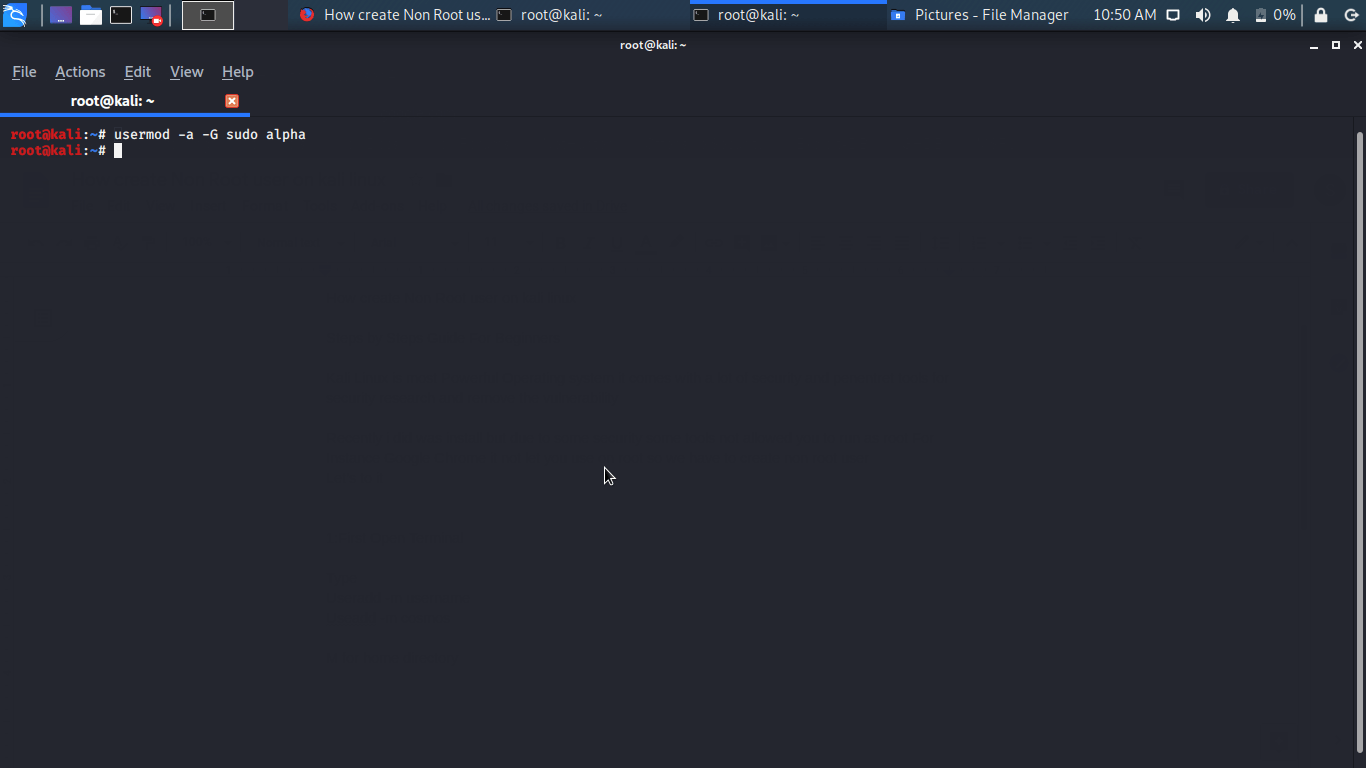 How create Non Root us... root@kali: ~ root@kali: ~ Pictures - File Manager 10:50 AM 0%
root@kali: ~
File Actions Edit View Help
root@kali: ~
root@kali:~# usermod -a -G sudo alpha
root@kali:~#